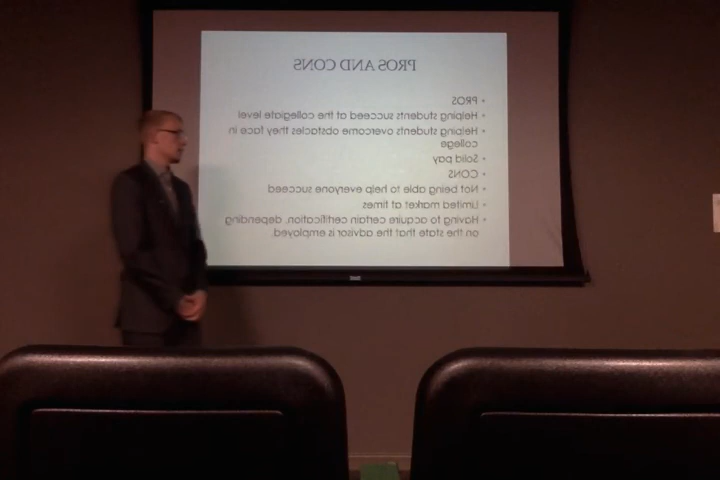 PROS AND CONS
• PROS
• Helping students succeed at the collegiate level
• Helping students overcome obstacles they face in
college
• Solid pay
• CONS
• Not being able to help everyone succeed
• Limited market at times
• Having to acquire certain certification, depending
on the state that the advisor is employed.